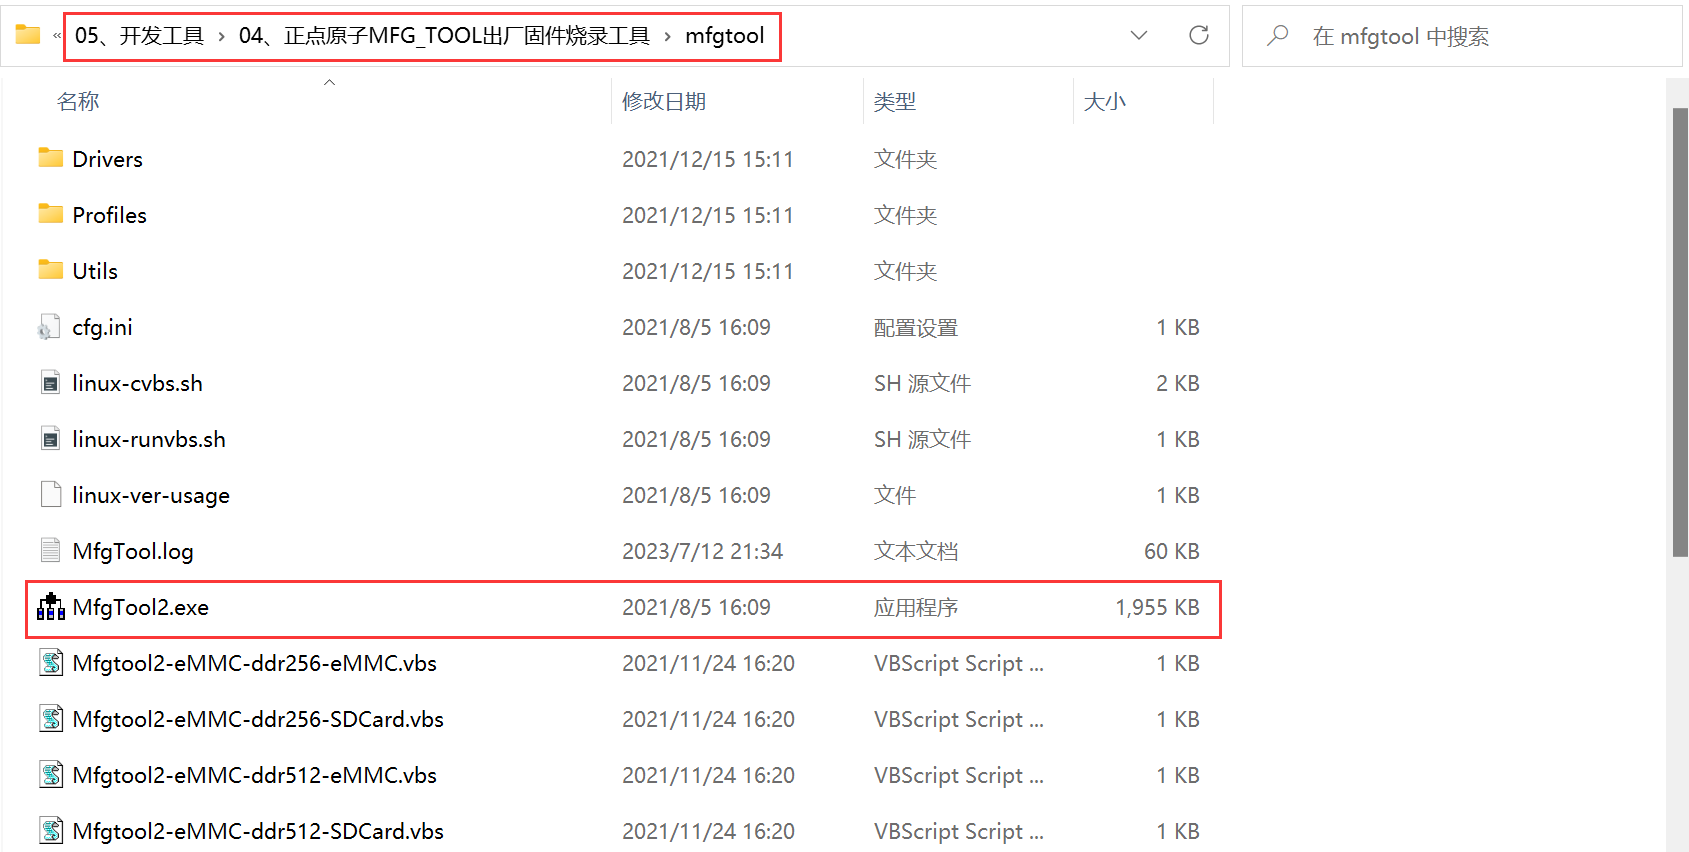 « 05、开发工具 › 04、正点原子MFG_TOOL出厂固件烧录工具 › mfgtool 在 mfgtool 中搜索
名称 修改日期 类型 大小
Drivers 2021/12/15 15:11 文件夹
Profiles 2021/12/15 15:11 文件夹
Utils 2021/12/15 15:11 文件夹
cfg.ini 2021/8/5 16:09 配置设置 1 KB
linux-cvbs.sh 2021/8/5 16:09 SH 源文件 2 KB
linux-runvbs.sh 2021/8/5 16:09 SH 源文件 1 KB
linux-ver-usage 2021/8/5 16:09 文件 1 KB
MfgTool.log 2023/7/12 21:34 文本文档 60 KB
MfgTool2.exe 2021/8/5 16:09 应用程序 1,955 KB
Mfgtool2-eMMC-ddr256-eMMC.vbs 2021/11/24 16:20 VBScript Script ... 1 KB
Mfgtool2-eMMC-ddr256-SDCard.vbs 2021/11/24 16:20 VBScript Script ... 1 KB
Mfgtool2-eMMC-ddr512-eMMC.vbs 2021/11/24 16:20 VBScript Script ... 1 KB
Mfgtool2-eMMC-ddr512-SDCard.vbs 2021/11/24 16:20 VBScript Script ... 1 KB